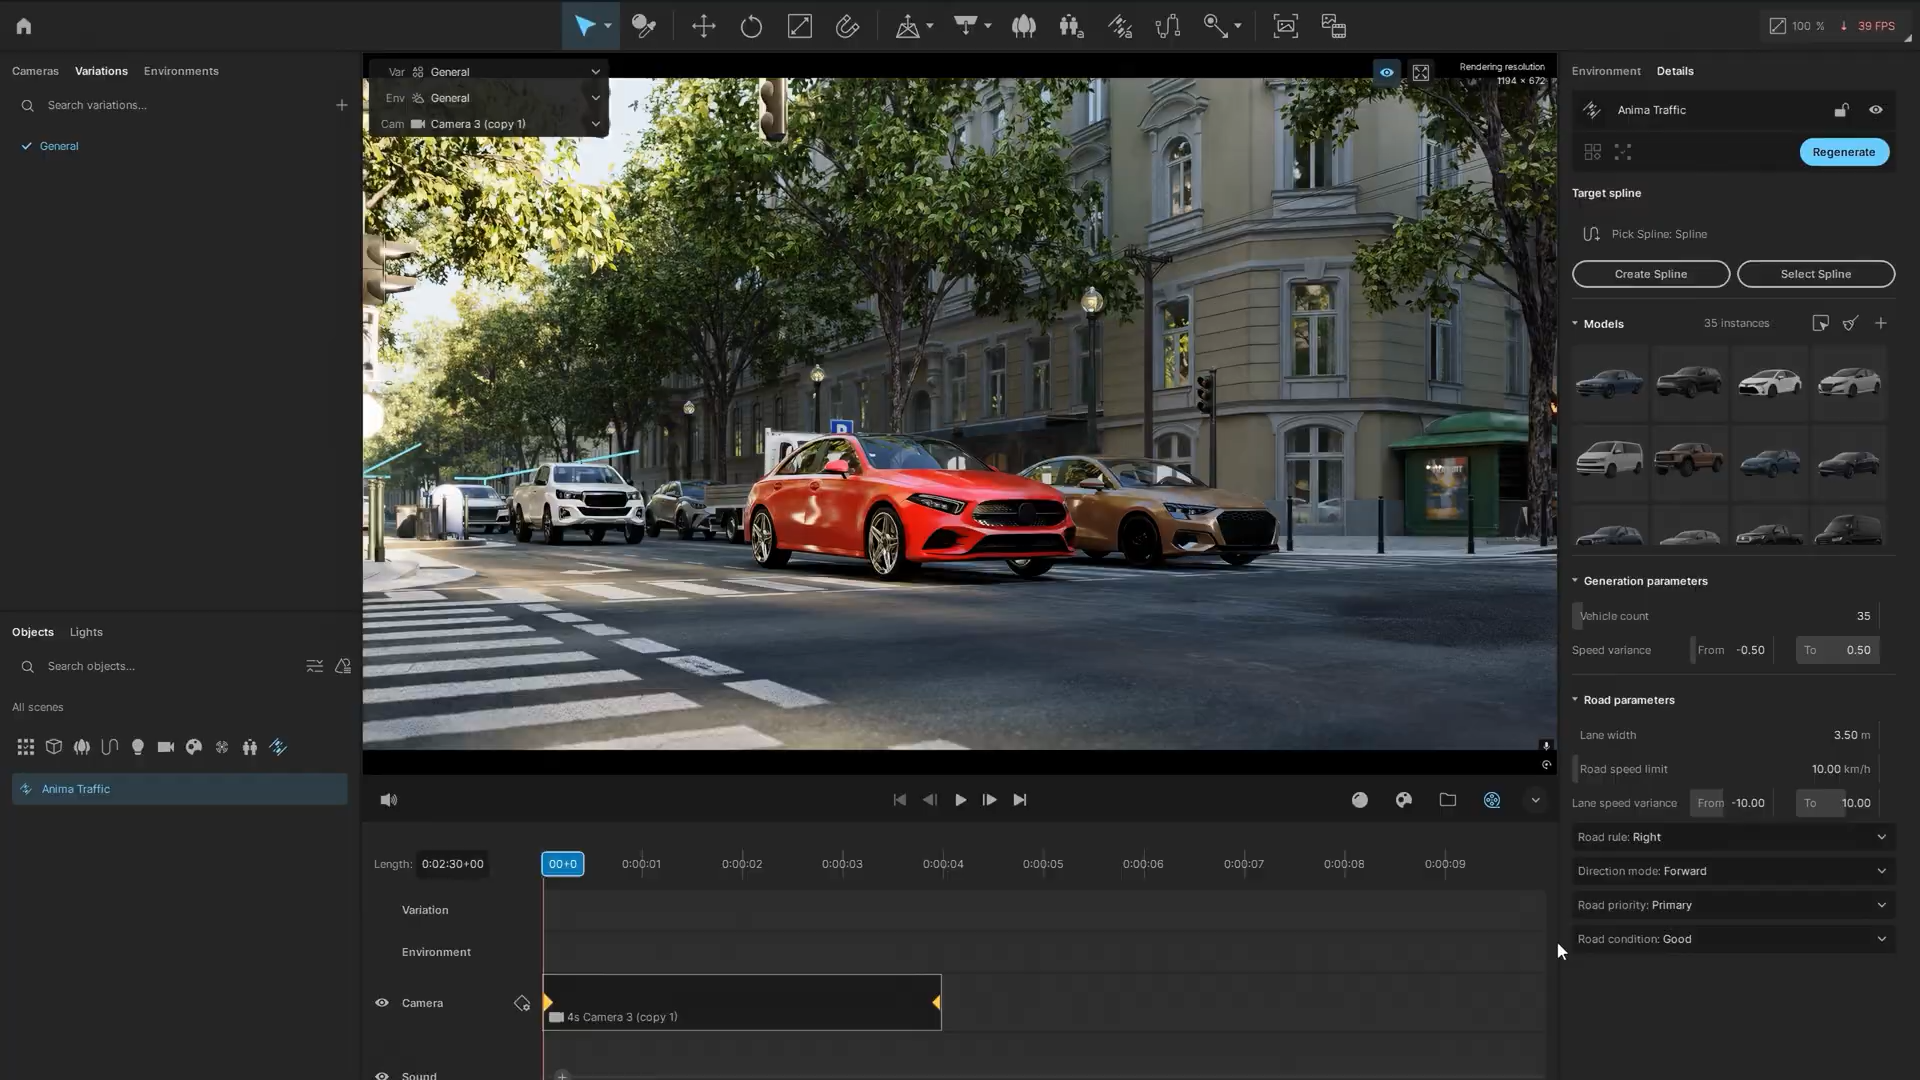 100 %
39 FPS
Cameras Variations Environments
Search variations...
General
Var General
Env General
Cam Camera 3 (copy 1)
Rendering resolution
1194 × 672
P
Environment Details
Anima Traffic
Regenerate
Target spline
Pick Spline: Spline
Create Spline Select Spline
Models 35 instances
Generation parameters
Vehicle count 35
Speed variance From -0.50 To 0.50
Road parameters
Lane width 3.50 m
Road speed limit 10.00 km/h
Lane speed variance From -10.00 To 10.00
Road rule: Right
Direction mode: Forward
Road priority: Primary
Road condition: Good
Objects Lights
Search objects...
All scenes
Anima Traffic
Length: 0:02:30+00
00+0 0:00:01 0:00:02 0:00:03 0:00:04 0:00:05 0:00:06 0:00:07 0:00:08 0:00:09
Variation
Environment
Camera
4s Camera 3 (copy 1)
Sound